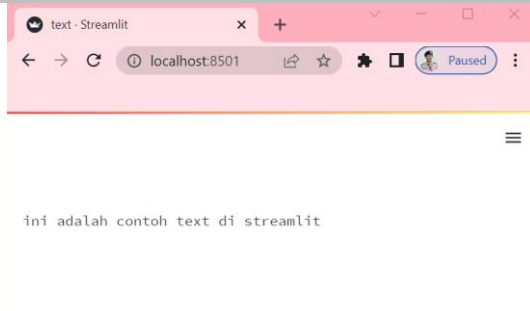 text · Streamlit
localhost:8501
Paused
ini adalah contoh text di streamlit